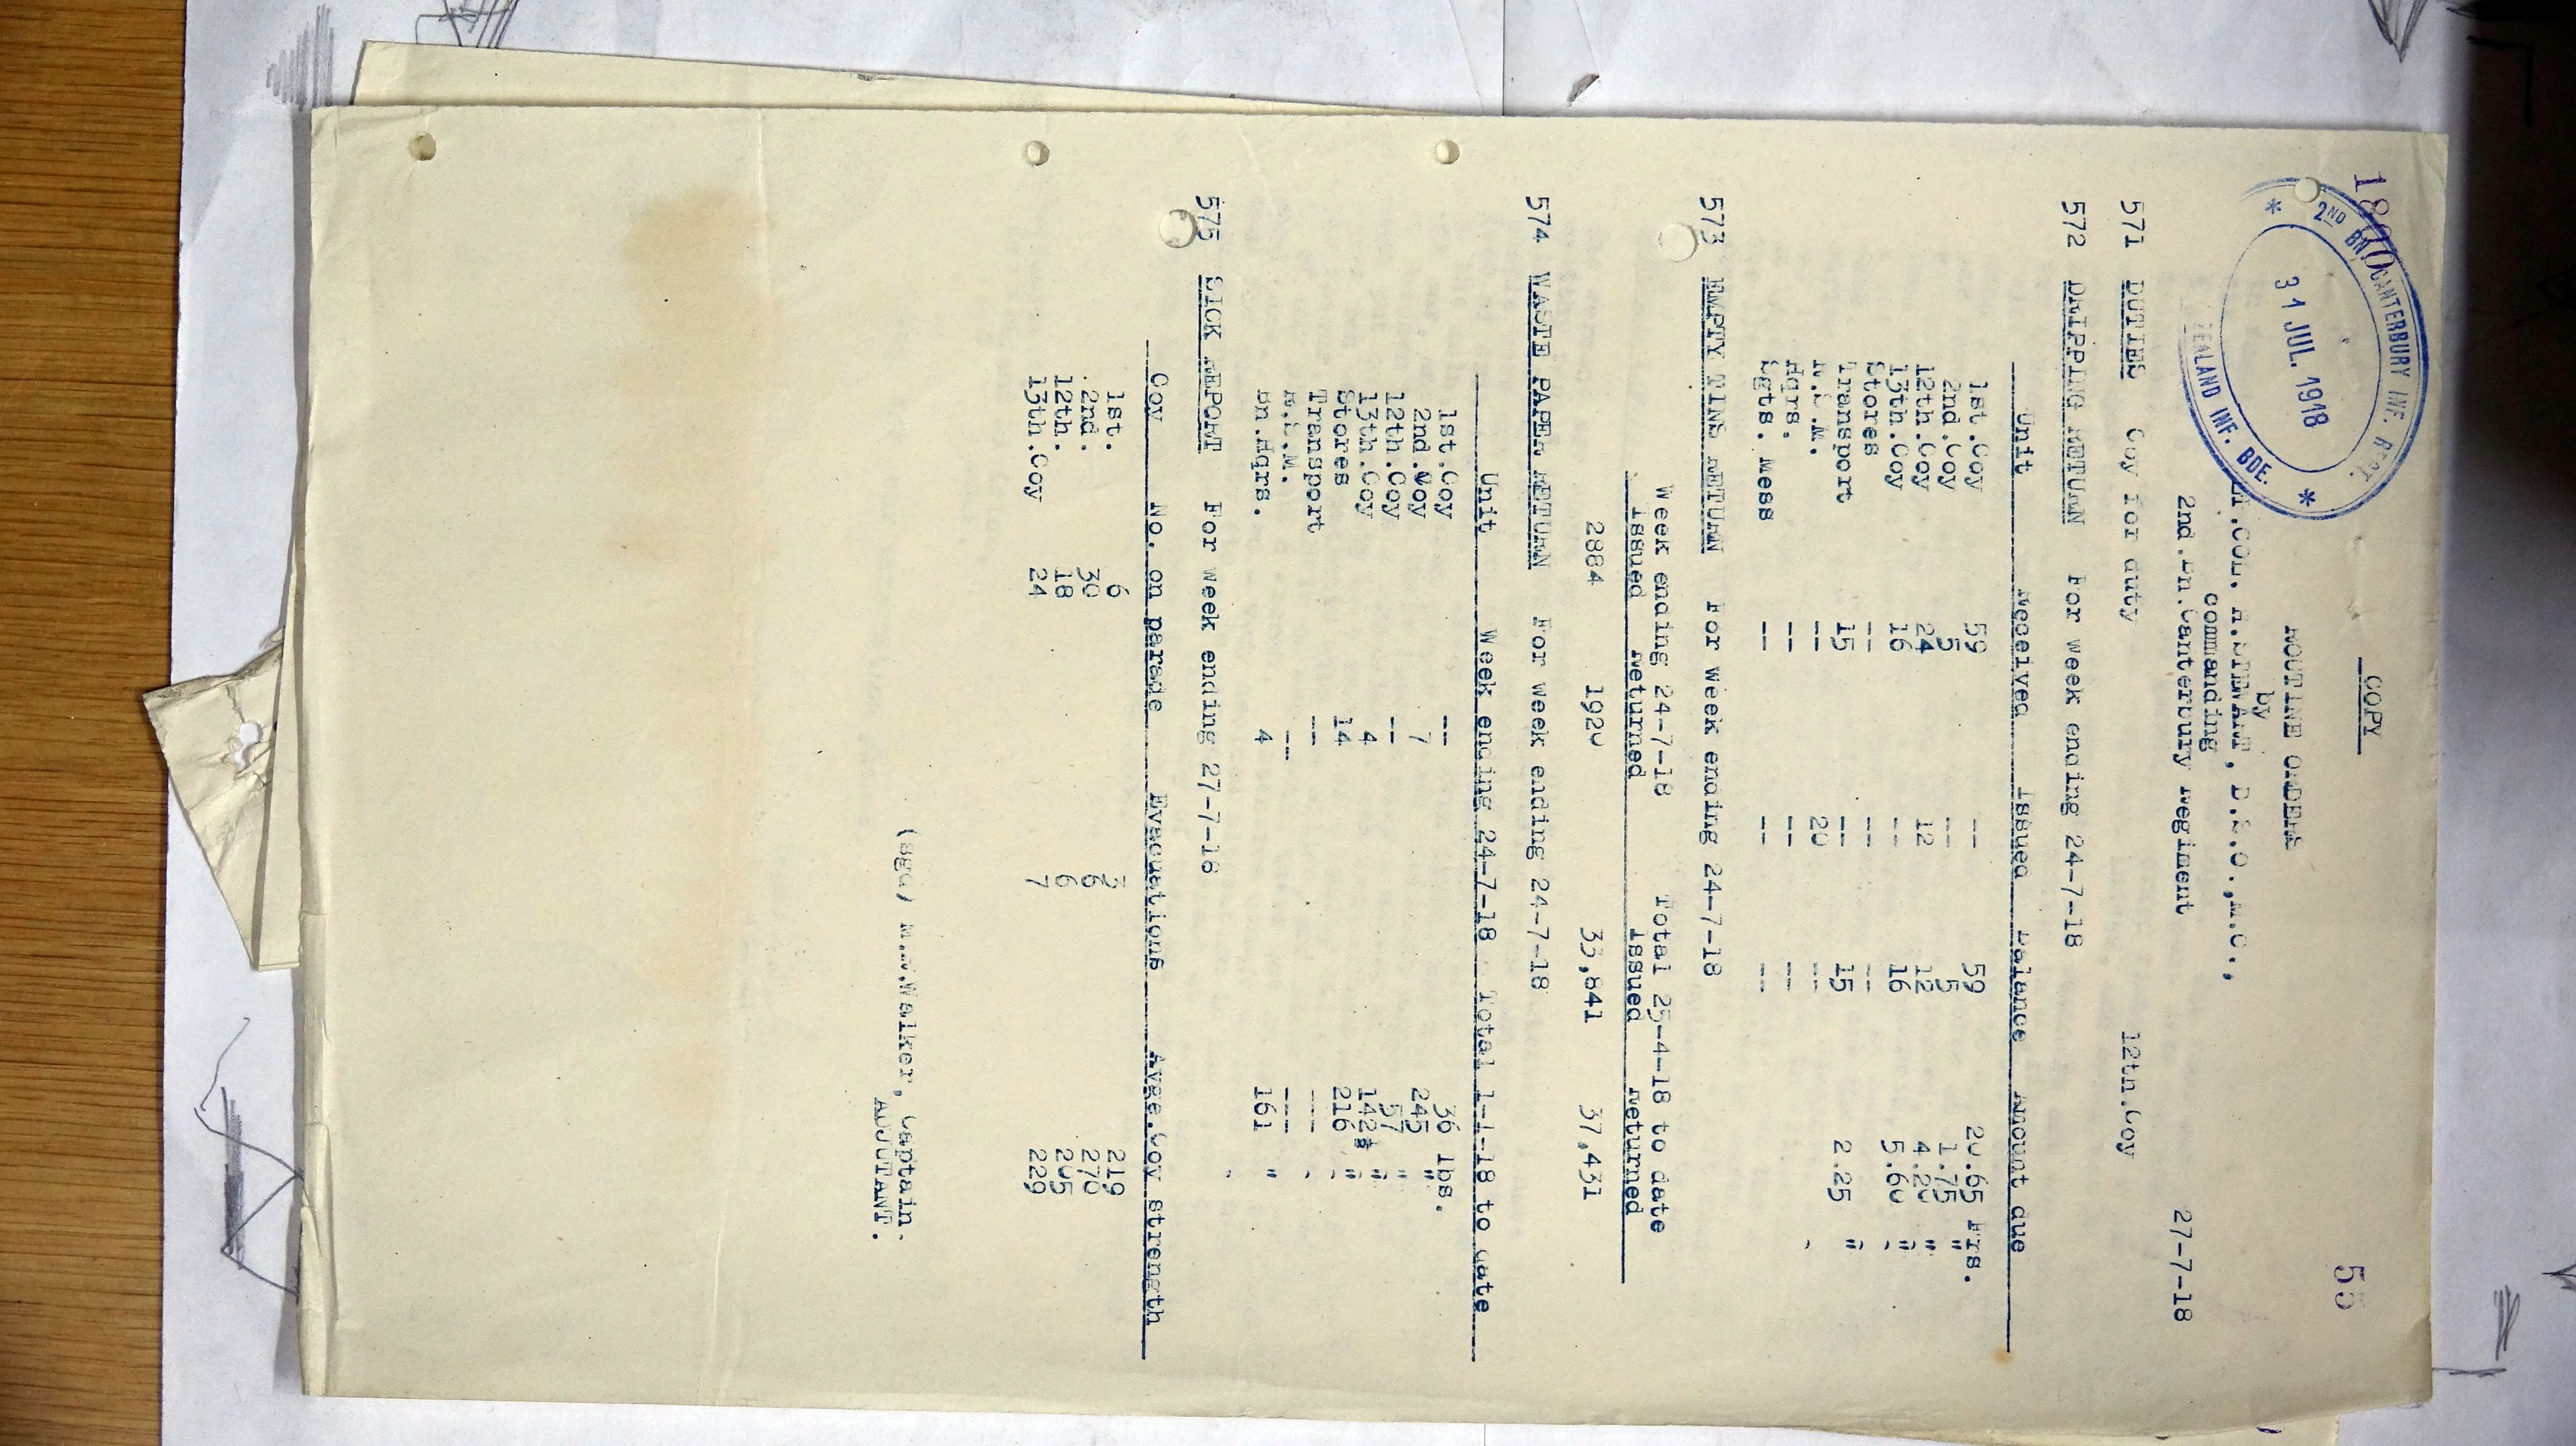 COPY
55
1880
2ND BN CANTERBURY INF. REGT.
31 JUL. 1918
ZEALAND INF. BDE.
ROUTINE ORDERS
by
LT.COL. A.STEWART, D.S.O.,M.C.,
commanding
2nd.Bn.Canterbury Regiment 27-7-18
571 DUTIES Coy for duty 12th.Coy
572 DRIPPING RETURN For week ending 24-7-18
Unit Received Issued Balance Amount due
1st.Coy 59 -- 59 20.65 Frs.
2nd.Coy 5 -- 5 1.75 "
12th.Coy 24 12 12 4.20 "
13th.Coy 16 -- 16 5.60 "
Stores -- -- --
Transport 15 -- 15 2.25 "
R.S.M. -- 20
Hqrs. -- -- --
Sgts. Mess -- -- --
573 EMPTY TINS RETURN For week ending 24-7-18
Week ending 24-7-18 Total 25-4-18 to date
Issued Returned Issued Returned
2884 1920 33,841 37,431
574 WASTE PAPER RETURN For week ending 24-7-18
Unit Week ending 24-7-18 Total 1-1-18 to date
1st.Coy -- 36 lbs.
2nd.Coy 7 245 "
12th.Coy -- 57 "
13th.Coy 4 142½ "
Stores 14 216 "
Transport -- ---
R.S.M. -- ---
Bn.Hqrs. 4 161 "
575 SICK REPORT For week ending 27-7-18
Coy No. on parade Evacuations Avge.Coy strength
1st. 6 3 219
2nd. 30 6 270
12th. 18 6 205
13th.Coy 24 7 229
(sgd) M.N.Walker, Captain.
ADJUTANT.